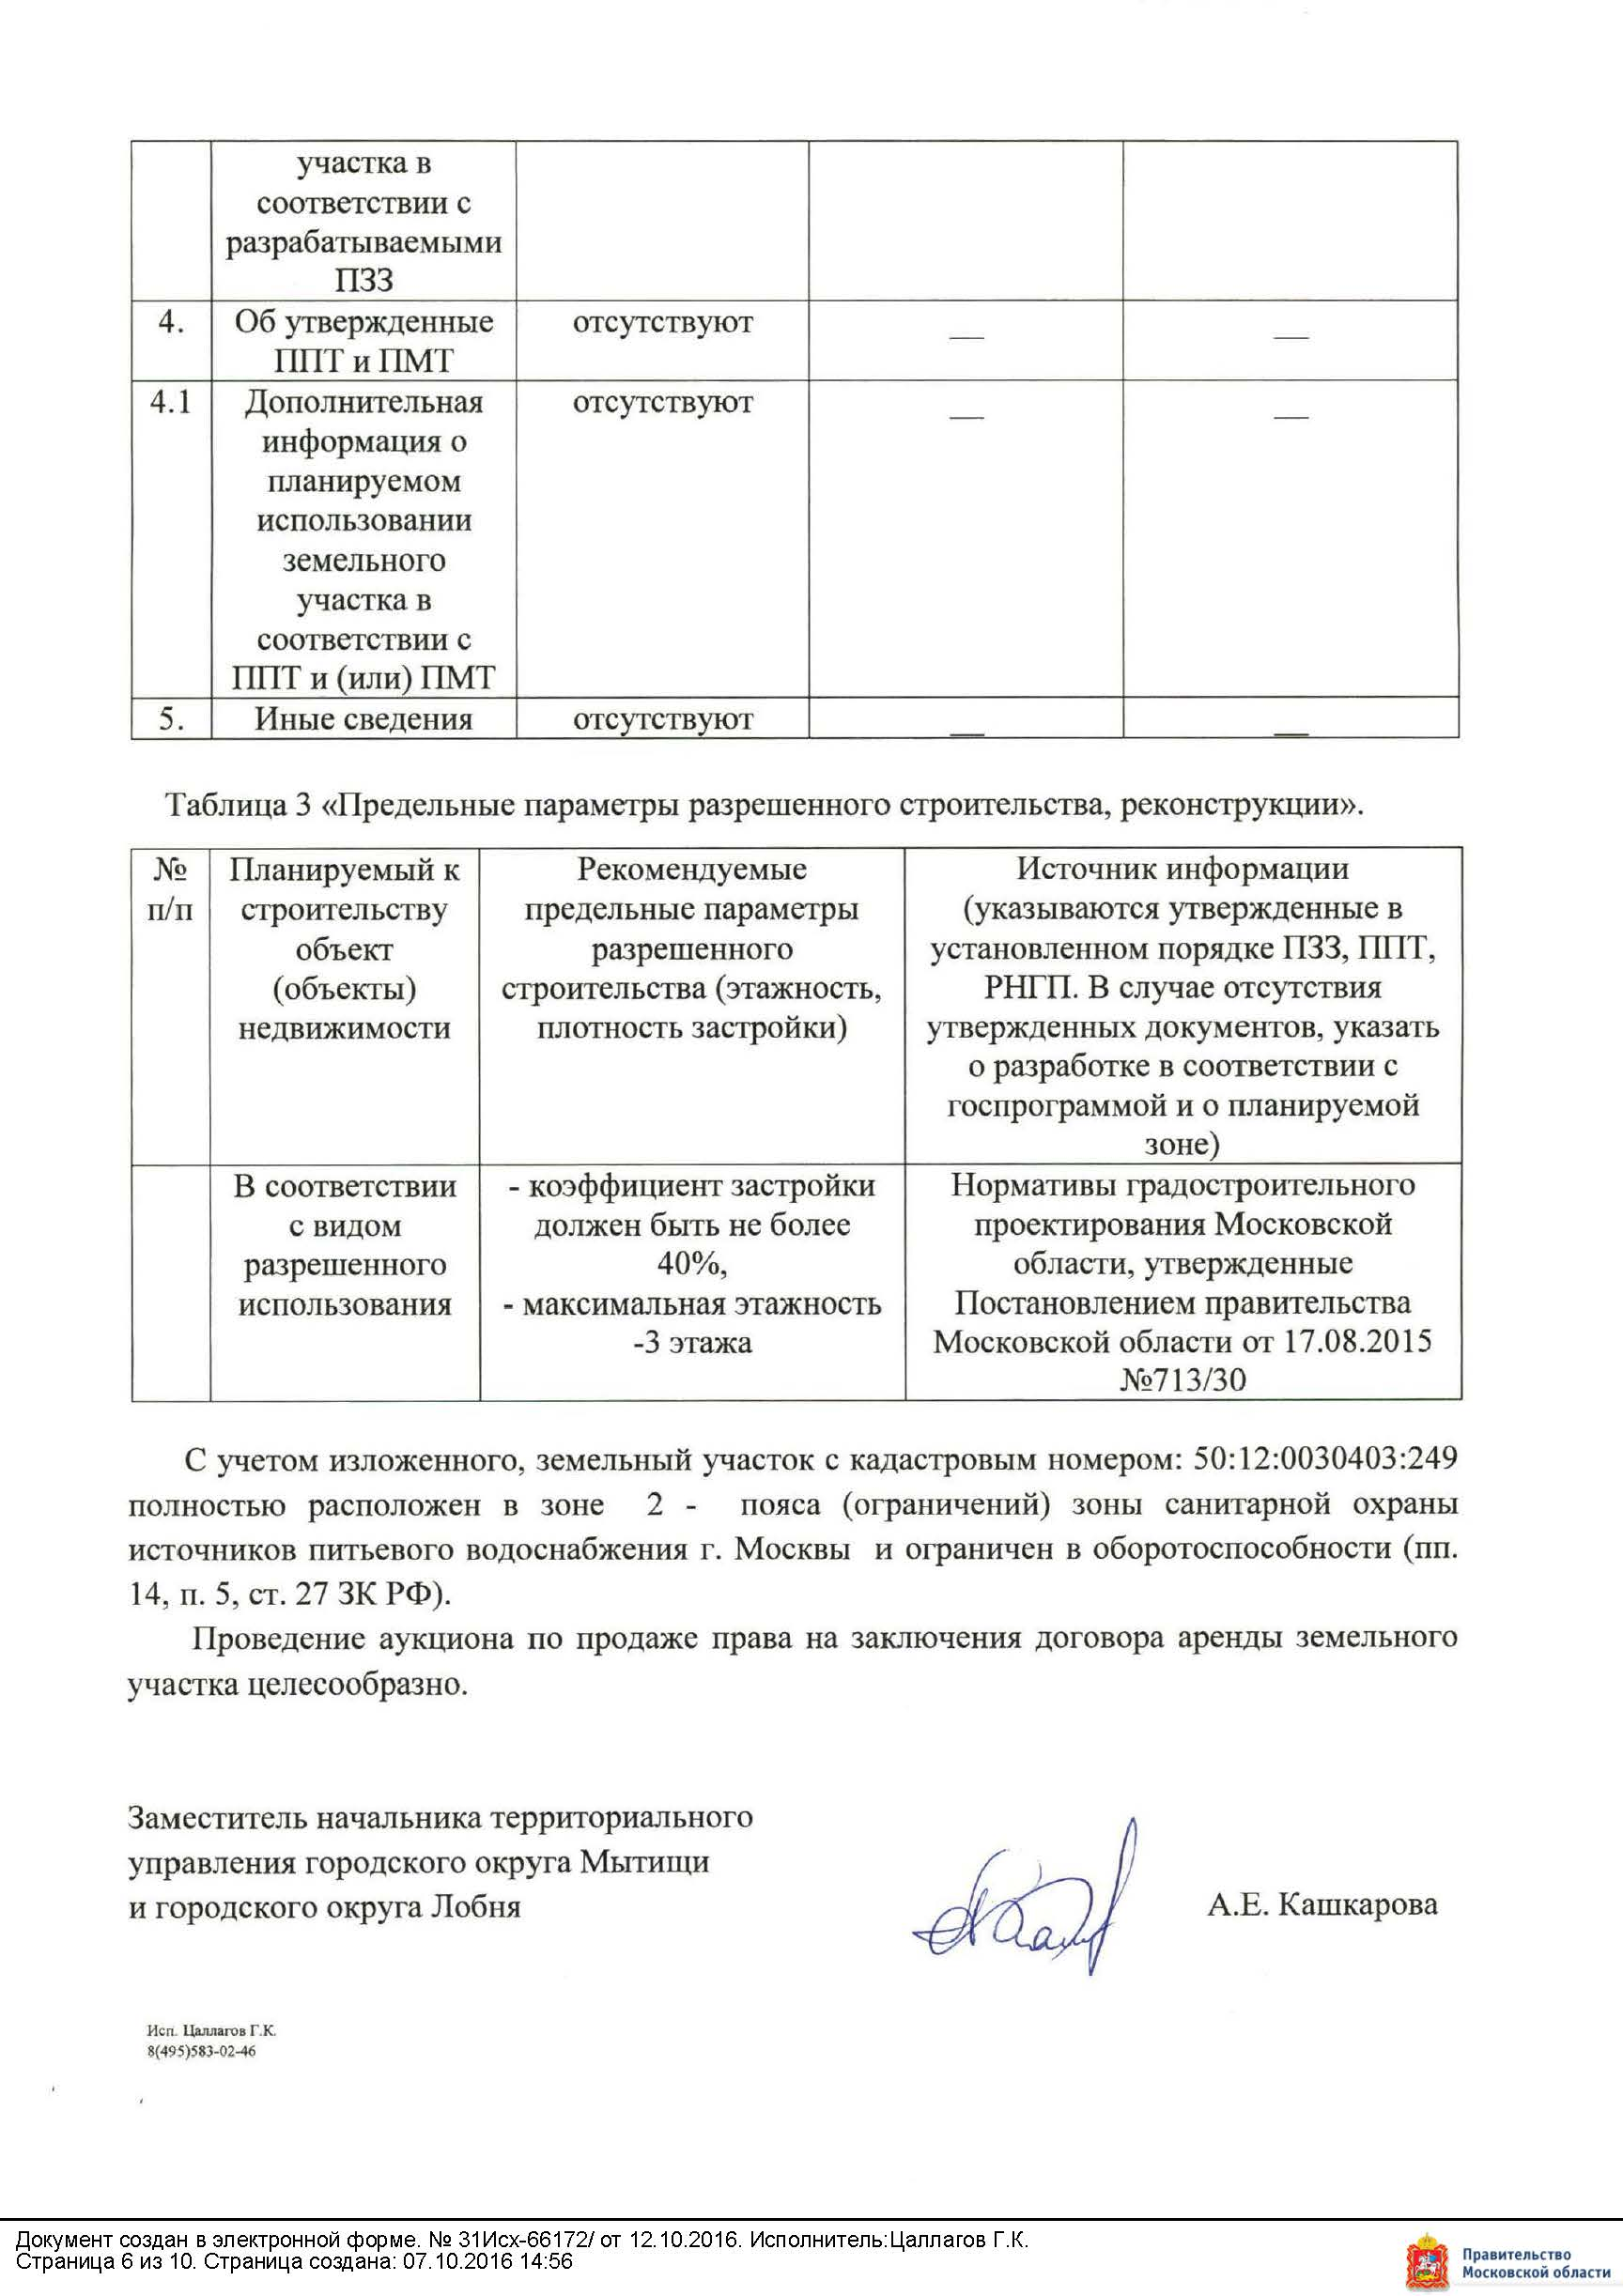 участка в
соответствии с
разрабатываемыми
ПЗЗ
4. Об утвержденные отсутствуют — —
ППТ и ПМТ
4.1 Дополнительная отсутствуют — —
информация о
планируемом
использовании
земельного
участка в
соответствии с
ППТ и (или) ПМТ
5. Иные сведения отсутствуют — —
Таблица 3 «Предельные параметры разрешенного строительства, реконструкции».
№
п/п
Планируемый к
строительству
объект
(объекты)
недвижимости
Рекомендуемые
предельные параметры
разрешенного
строительства (этажность,
плотность застройки)
Источник информации
(указываются утвержденные в
установленном порядке ПЗЗ, ППТ,
РНГП. В случае отсутствия
утвержденных документов, указать
о разработке в соответствии с
госпрограммой и о планируемой
зоне)
В соответствии
с видом
разрешенного
использования
- коэффициент застройки
должен быть не более
40%,
- максимальная этажность
-3 этажа
Нормативы градостроительного
проектирования Московской
области, утвержденные
Постановлением правительства
Московской области от 17.08.2015
№713/30
С учетом изложенного, земельный участок с кадастровым номером: 50:12:0030403:249
полностью расположен в зоне 2 - пояса (ограничений) зоны санитарной охраны
источников питьевого водоснабжения г. Москвы и ограничен в оборотоспособности (пп.
14, п. 5, ст. 27 ЗК РФ).
Проведение аукциона по продаже права на заключения договора аренды земельного
участка целесообразно.
Заместитель начальника территориального
управления городского округа Мытищи
и городского округа Лобня
А.Е. Кашкарова
Исп. Цаллагов Г.К.
8(495)583-02-46
Документ создан в электронной форме. № 31Исх-66172/ от 12.10.2016. Исполнитель:Цаллагов Г.К.
Страница 6 из 10. Страница создана: 07.10.2016 14:56
Правительство
Московской области